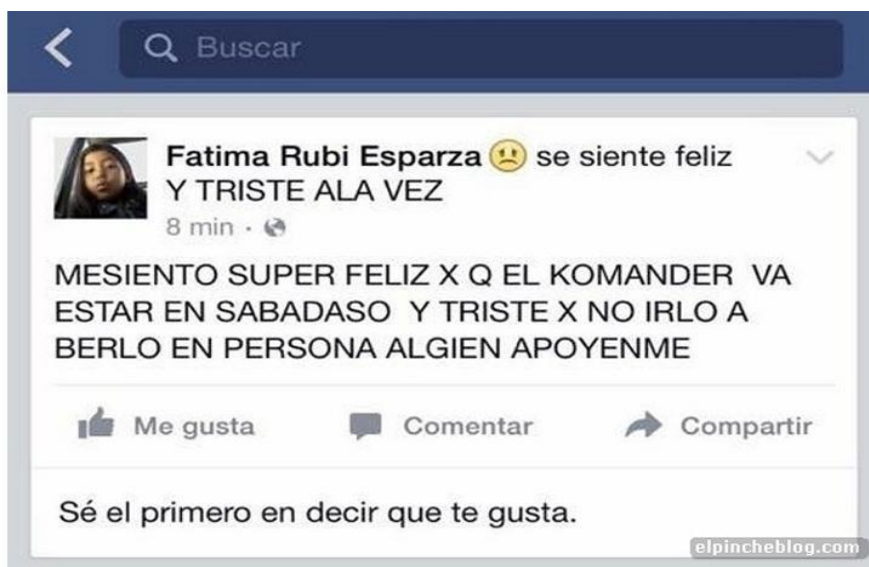 Buscar
Fatima Rubi Esparza se siente feliz
Y TRISTE ALA VEZ
8 min ·
MESIENTO SUPER FELIZ X Q EL KOMANDER VA
ESTAR EN SABADASO Y TRISTE X NO IRLO A
BERLO EN PERSONA ALGIEN APOYENME
Me gusta Comentar Compartir
Sé el primero en decir que te gusta.
elpincheblog.com